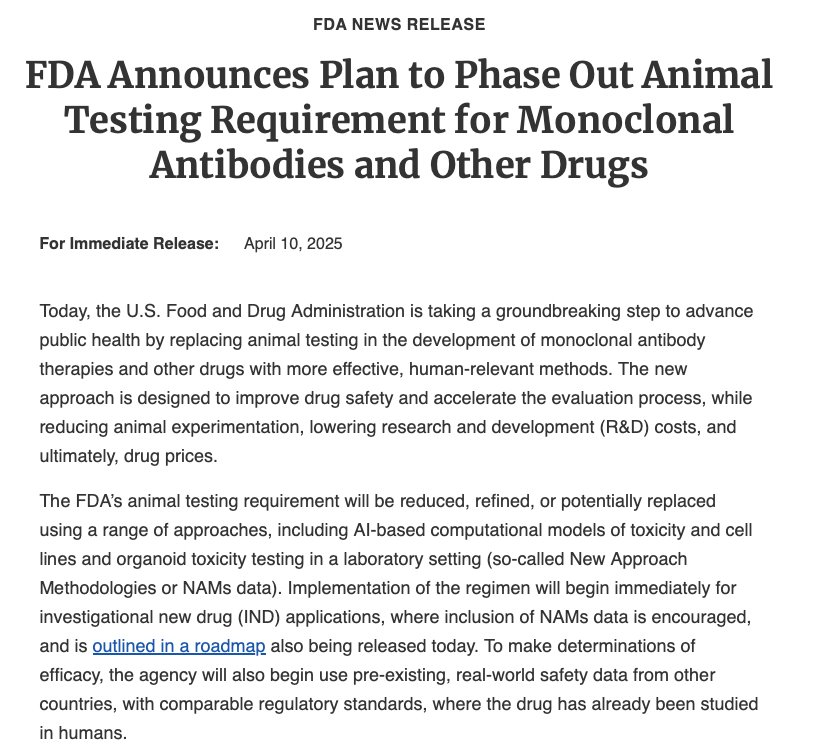 FDA NEWS RELEASE
FDA Announces Plan to Phase Out Animal
Testing Requirement for Monoclonal
Antibodies and Other Drugs
For Immediate Release: April 10, 2025
Today, the U.S. Food and Drug Administration is taking a groundbreaking step to advance
public health by replacing animal testing in the development of monoclonal antibody
therapies and other drugs with more effective, human-relevant methods. The new
approach is designed to improve drug safety and accelerate the evaluation process, while
reducing animal experimentation, lowering research and development (R&D) costs, and
ultimately, drug prices.
The FDA’s animal testing requirement will be reduced, refined, or potentially replaced
using a range of approaches, including AI-based computational models of toxicity and cell
lines and organoid toxicity testing in a laboratory setting (so-called New Approach
Methodologies or NAMs data). Implementation of the regimen will begin immediately for
investigational new drug (IND) applications, where inclusion of NAMs data is encouraged,
and is outlined in a roadmap also being released today. To make determinations of
efficacy, the agency will also begin use pre-existing, real-world safety data from other
countries, with comparable regulatory standards, where the drug has already been studied
in humans.